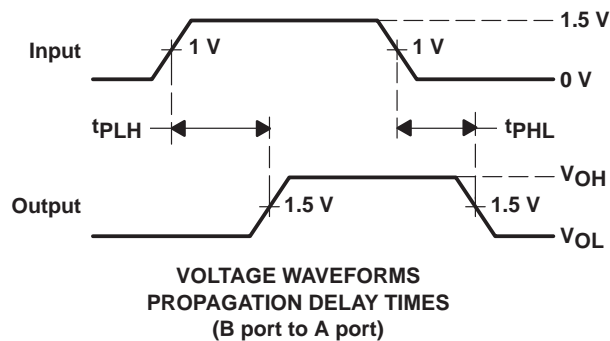 1.5 V
Input
1 V
1 V
0 V
tPLH
tPHL
VOH
Output
1.5 V
1.5 V
VOL
VOLTAGE WAVEFORMS
PROPAGATION DELAY TIMES
(B port to A port)